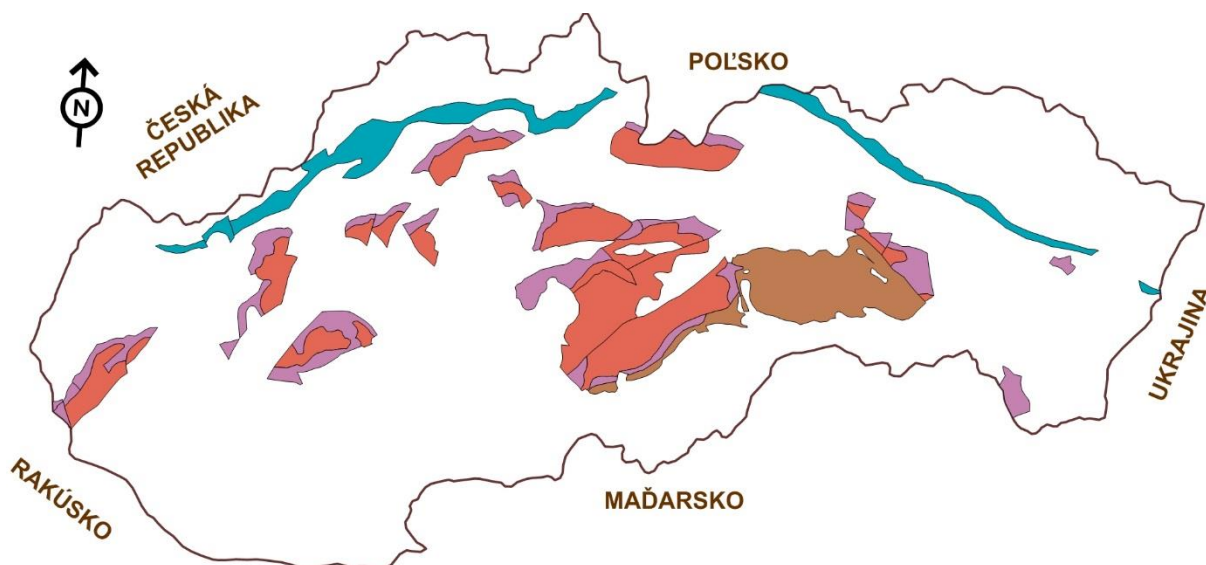 POĽSKO
N
ČESKÁ
REPUBLIKA
UKRAJINA
RAKÚSKO
MAĎARSKO